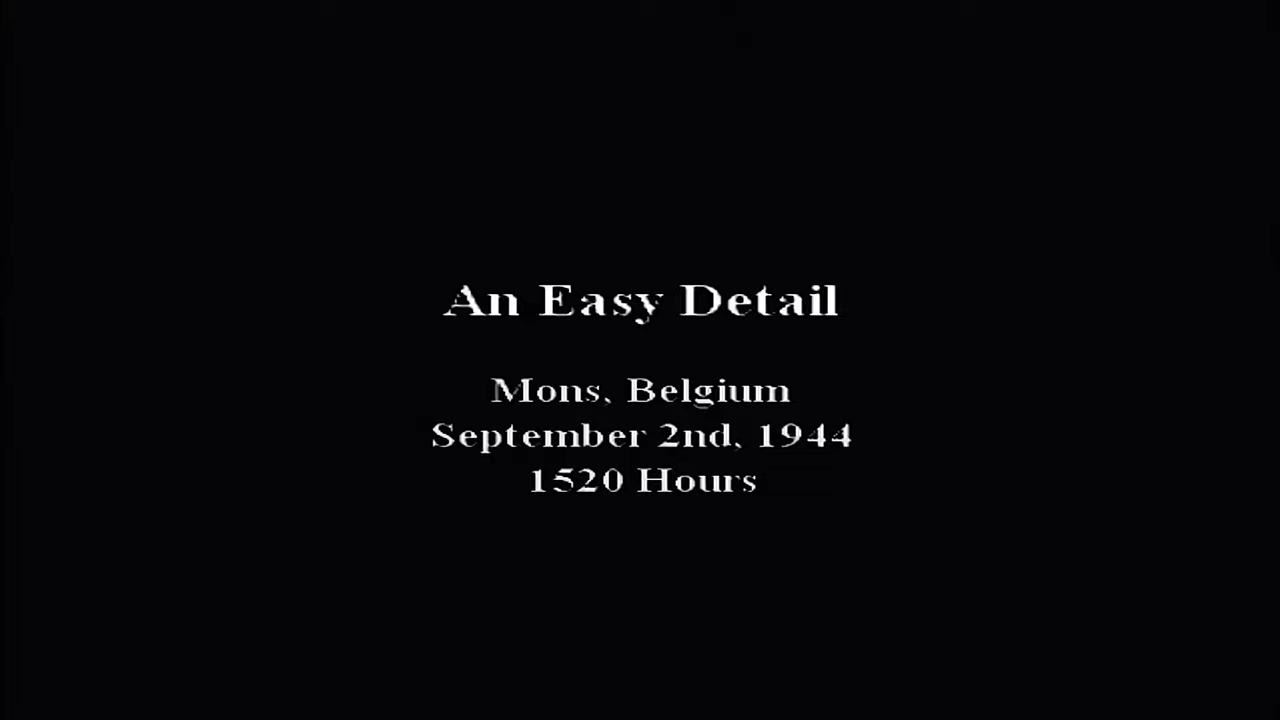 An Easy Detail
Mons, Belgium
September 2nd, 1944
1520 Hours